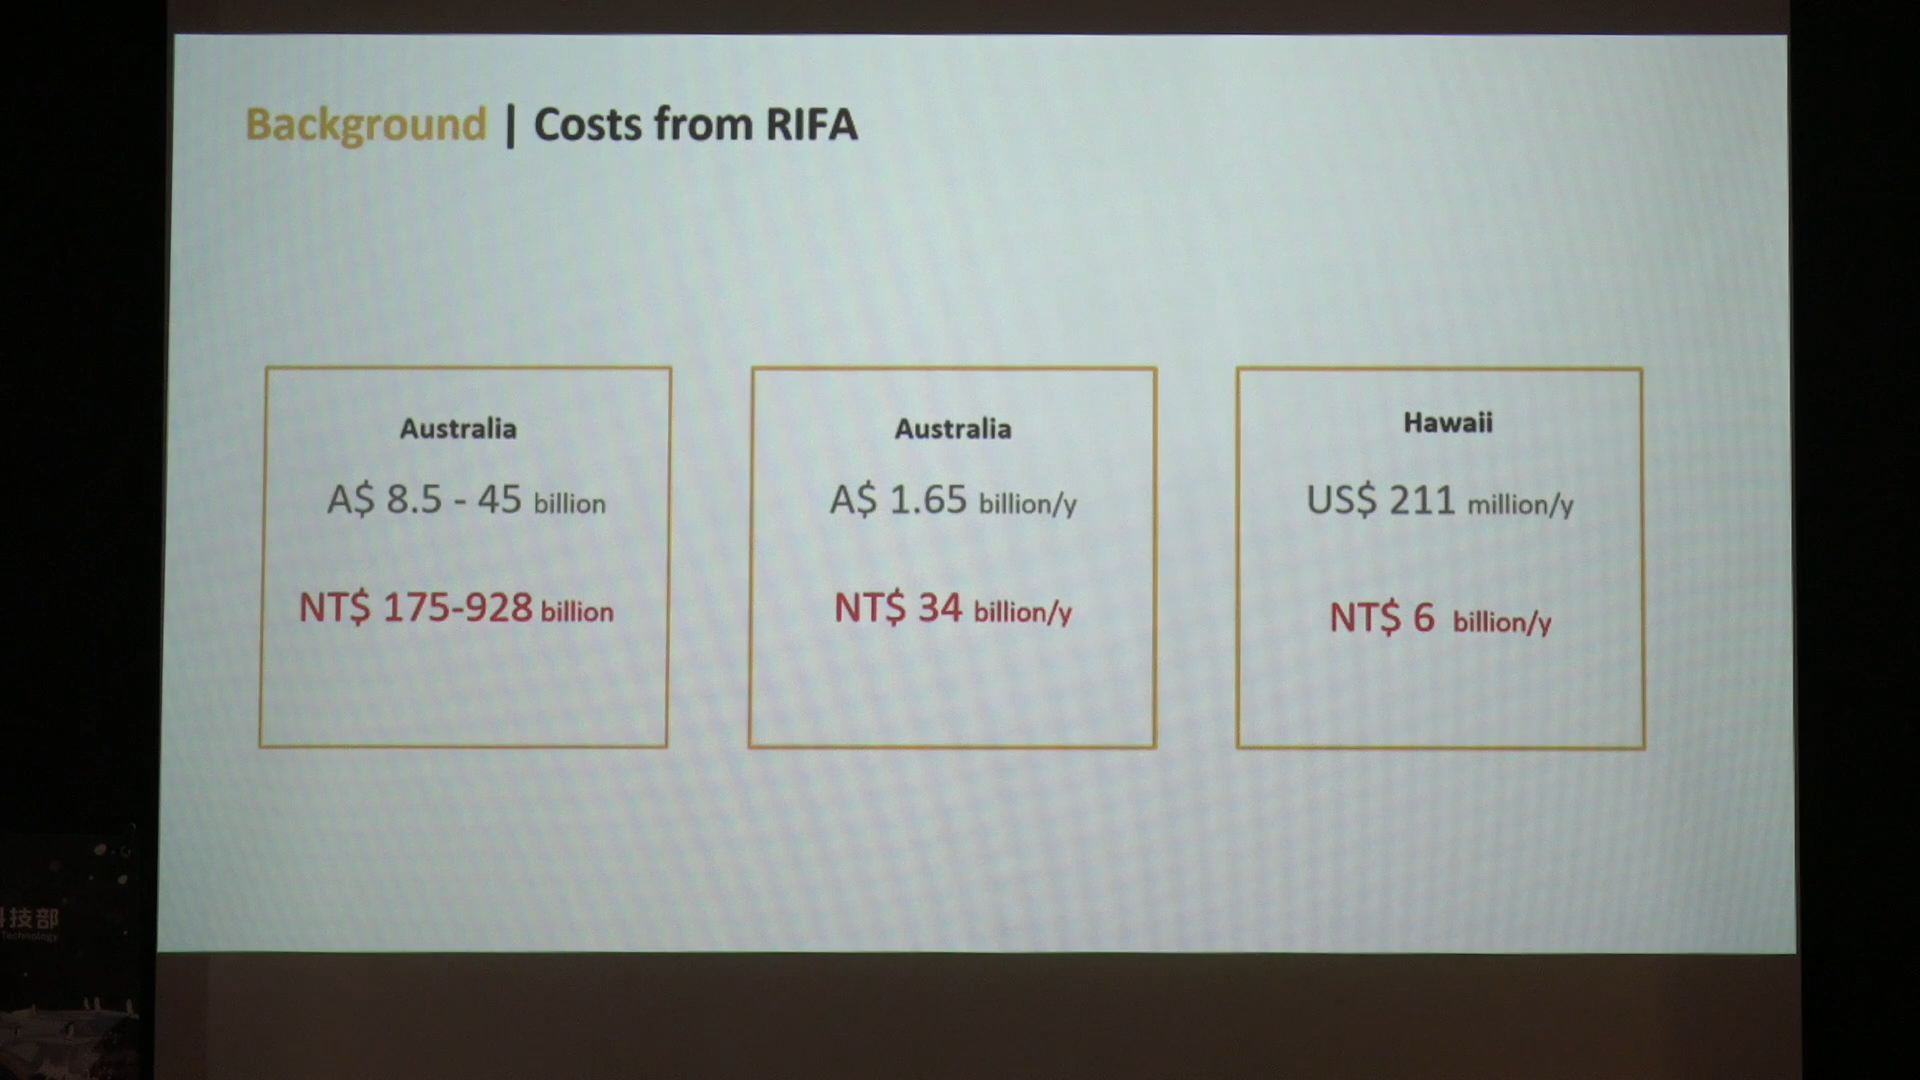 Background | Costs from RIFA
Australia
A$ 8.5 - 45 billion
NT$ 175-928 billion
Australia
A$ 1.65 billion/y
NT$ 34 billion/y
Hawaii
US$ 211 million/y
NT$ 6 billion/y
技部
Technology